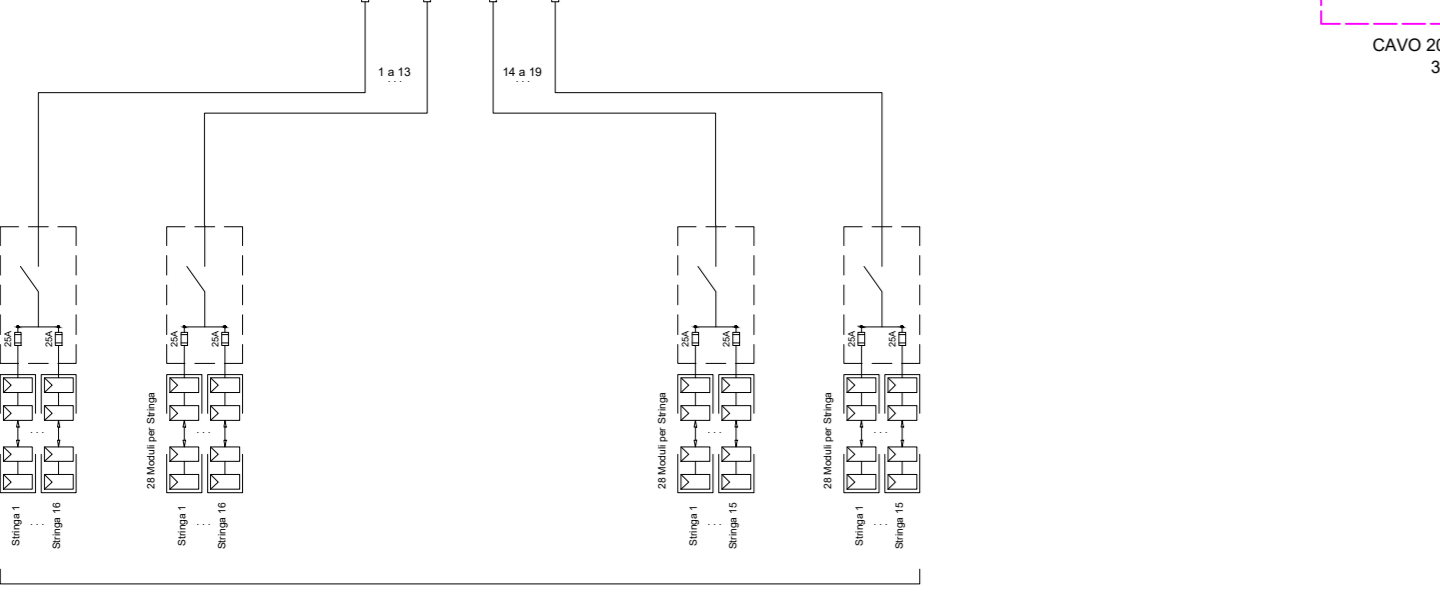 CAVO 20
3
1 a 13
. . .
14 a 19
. . .
25A
25A
25A
25A
25A
25A
25A
25A
28 Moduli per Stringa
28 Moduli per Stringa
28 Moduli per Stringa
. . .
. . .
. . .
. . .
Stringa 1
. . .
Stringa 16
Stringa 1
. . .
Stringa 16
Stringa 1
. . .
Stringa 15
Stringa 1
. . .
Stringa 15